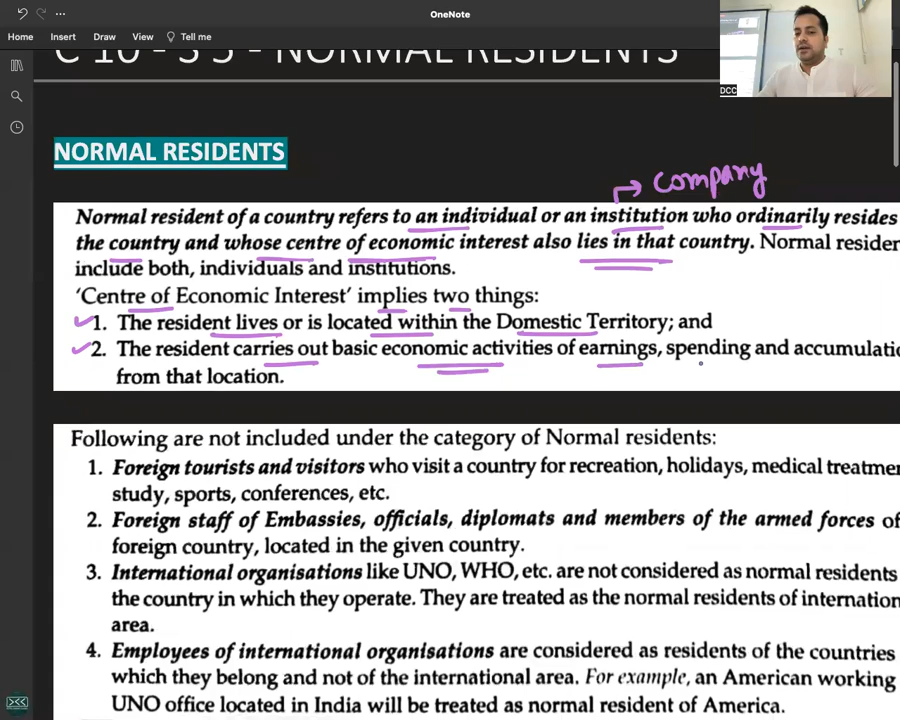 OneNote
Home Insert Draw View Tell me
DCC
C 10 - S 5 - NORMAL RESIDENTS
NORMAL RESIDENTS
company
Normal resident of a country refers to an individual or an institution who ordinarily resides
the country and whose centre of economic interest also lies in that country. Normal resider
include both, individuals and institutions.
'Centre of Economic Interest' implies two things:
1. The resident lives or is located within the Domestic Territory; and
2. The resident carries out basic economic activities of earnings, spending and accumulatio
from that location.
Following are not included under the category of Normal residents:
1. Foreign tourists and visitors who visit a country for recreation, holidays, medical treatmer
study, sports, conferences, etc.
2. Foreign staff of Embassies, officials, diplomats and members of the armed forces of
foreign country, located in the given country.
3. International organisations like UNO, WHO, etc. are not considered as normal residents
the country in which they operate. They are treated as the normal residents of internation
area.
4. Employees of international organisations are considered as residents of the countries
which they belong and not of the international area. For example, an American working
UNO office located in India will be treated as normal resident of America.